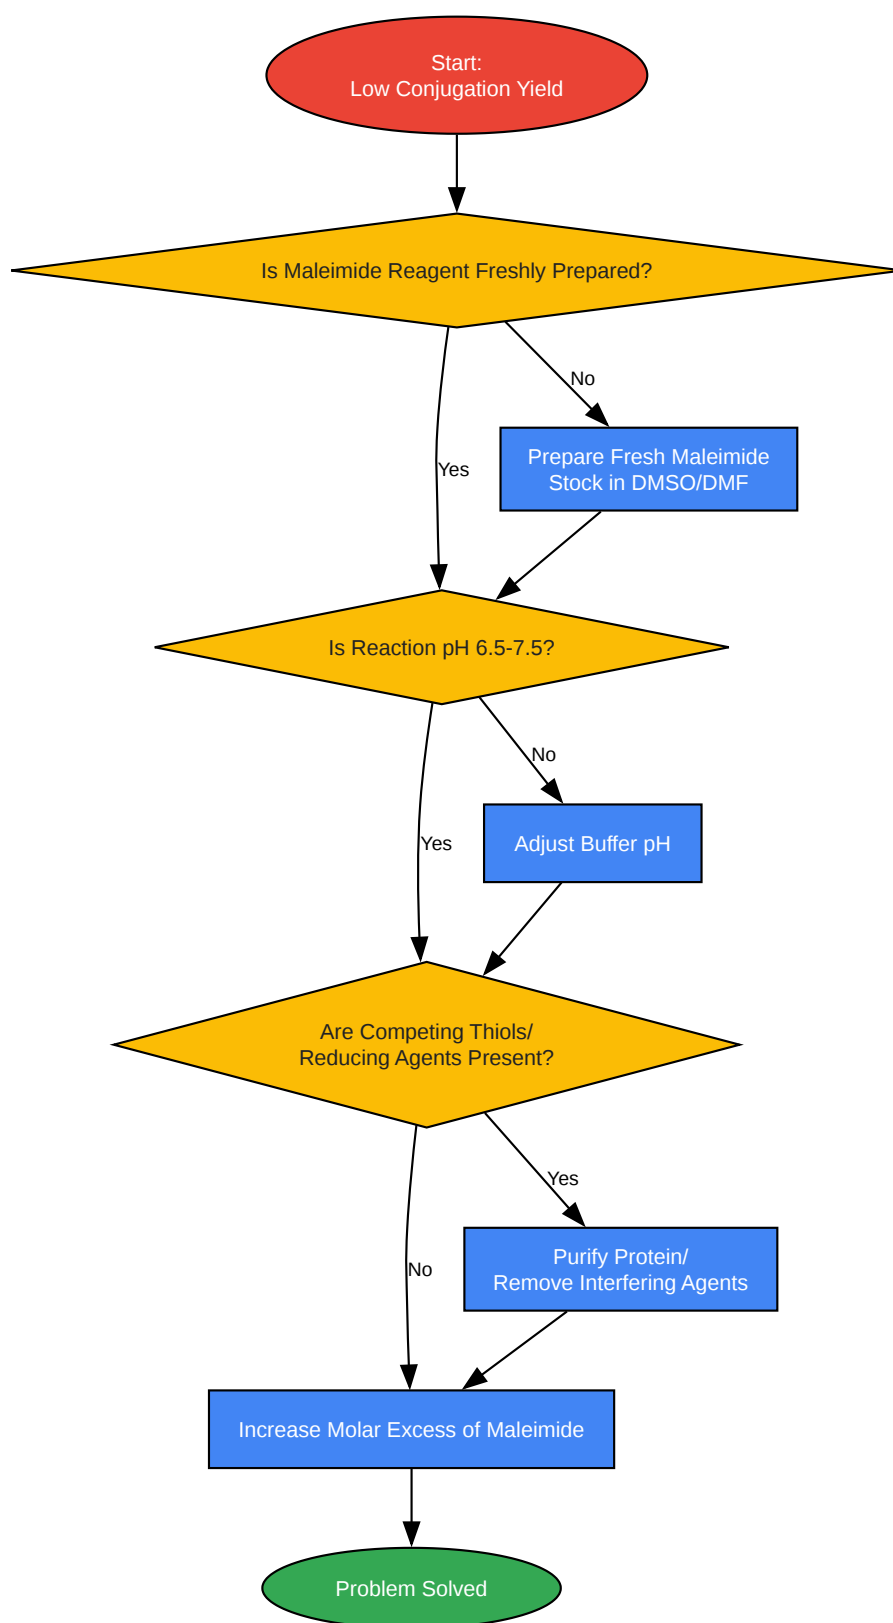 Start:
Low Conjugation Yield
Is Maleimide Reagent Freshly Prepared?
No
Prepare Fresh Maleimide
Stock in DMSO/DMF
Yes
Is Reaction pH 6.5-7.5?
No
Yes
Adjust Buffer pH
Are Competing Thiols/
Reducing Agents Present?
Yes
Purify Protein/
Remove Interfering Agents
No
Increase Molar Excess of Maleimide
Problem Solved